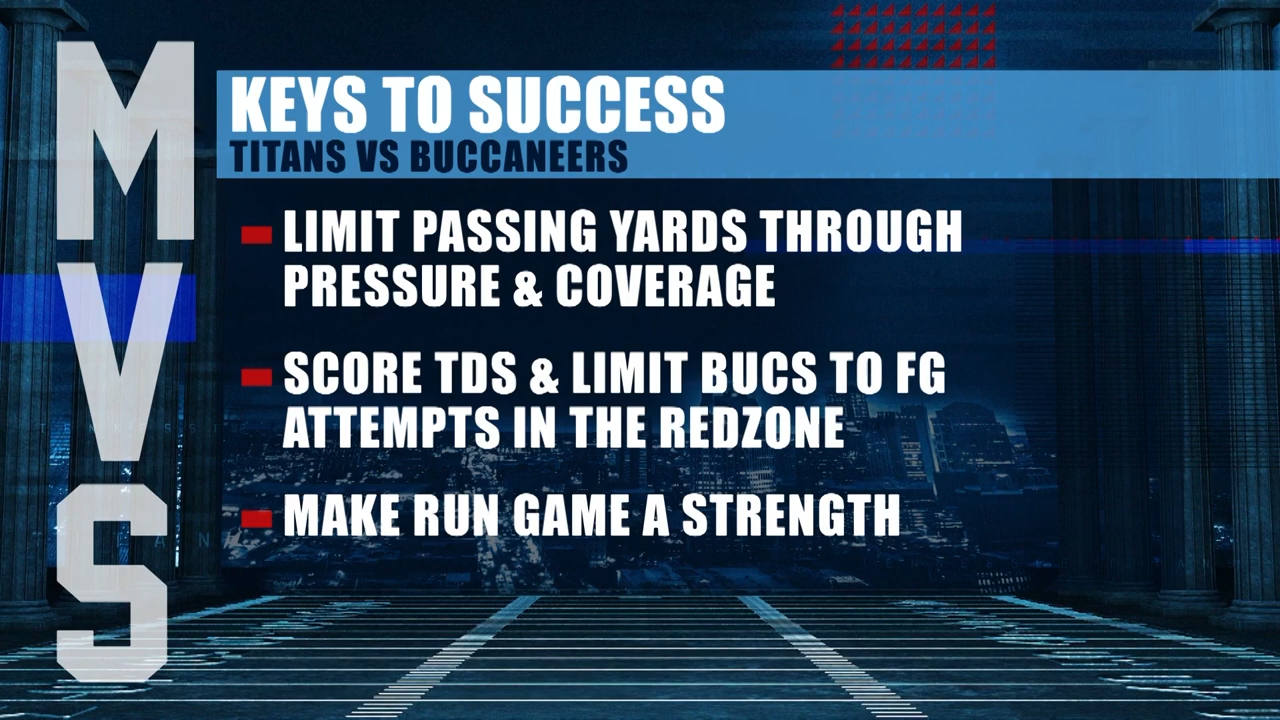 MVS
KEYS TO SUCCESS
TITANS VS BUCCANEERS
LIMIT PASSING YARDS THROUGH
PRESSURE & COVERAGE
SCORE TDS & LIMIT BUCS TO FG
ATTEMPTS IN THE REDZONE
MAKE RUN GAME A STRENGTH